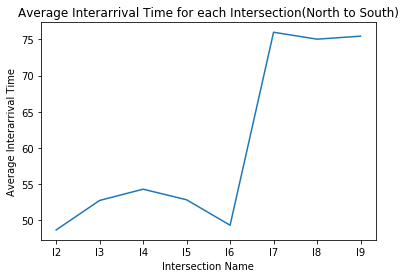 Average Interarrival Time for each Intersection(North to South)
75
70
65
60
55
50
Average Interarrival Time
I2 I3 I4 I5 I6 I7 I8 I9
Intersection Name